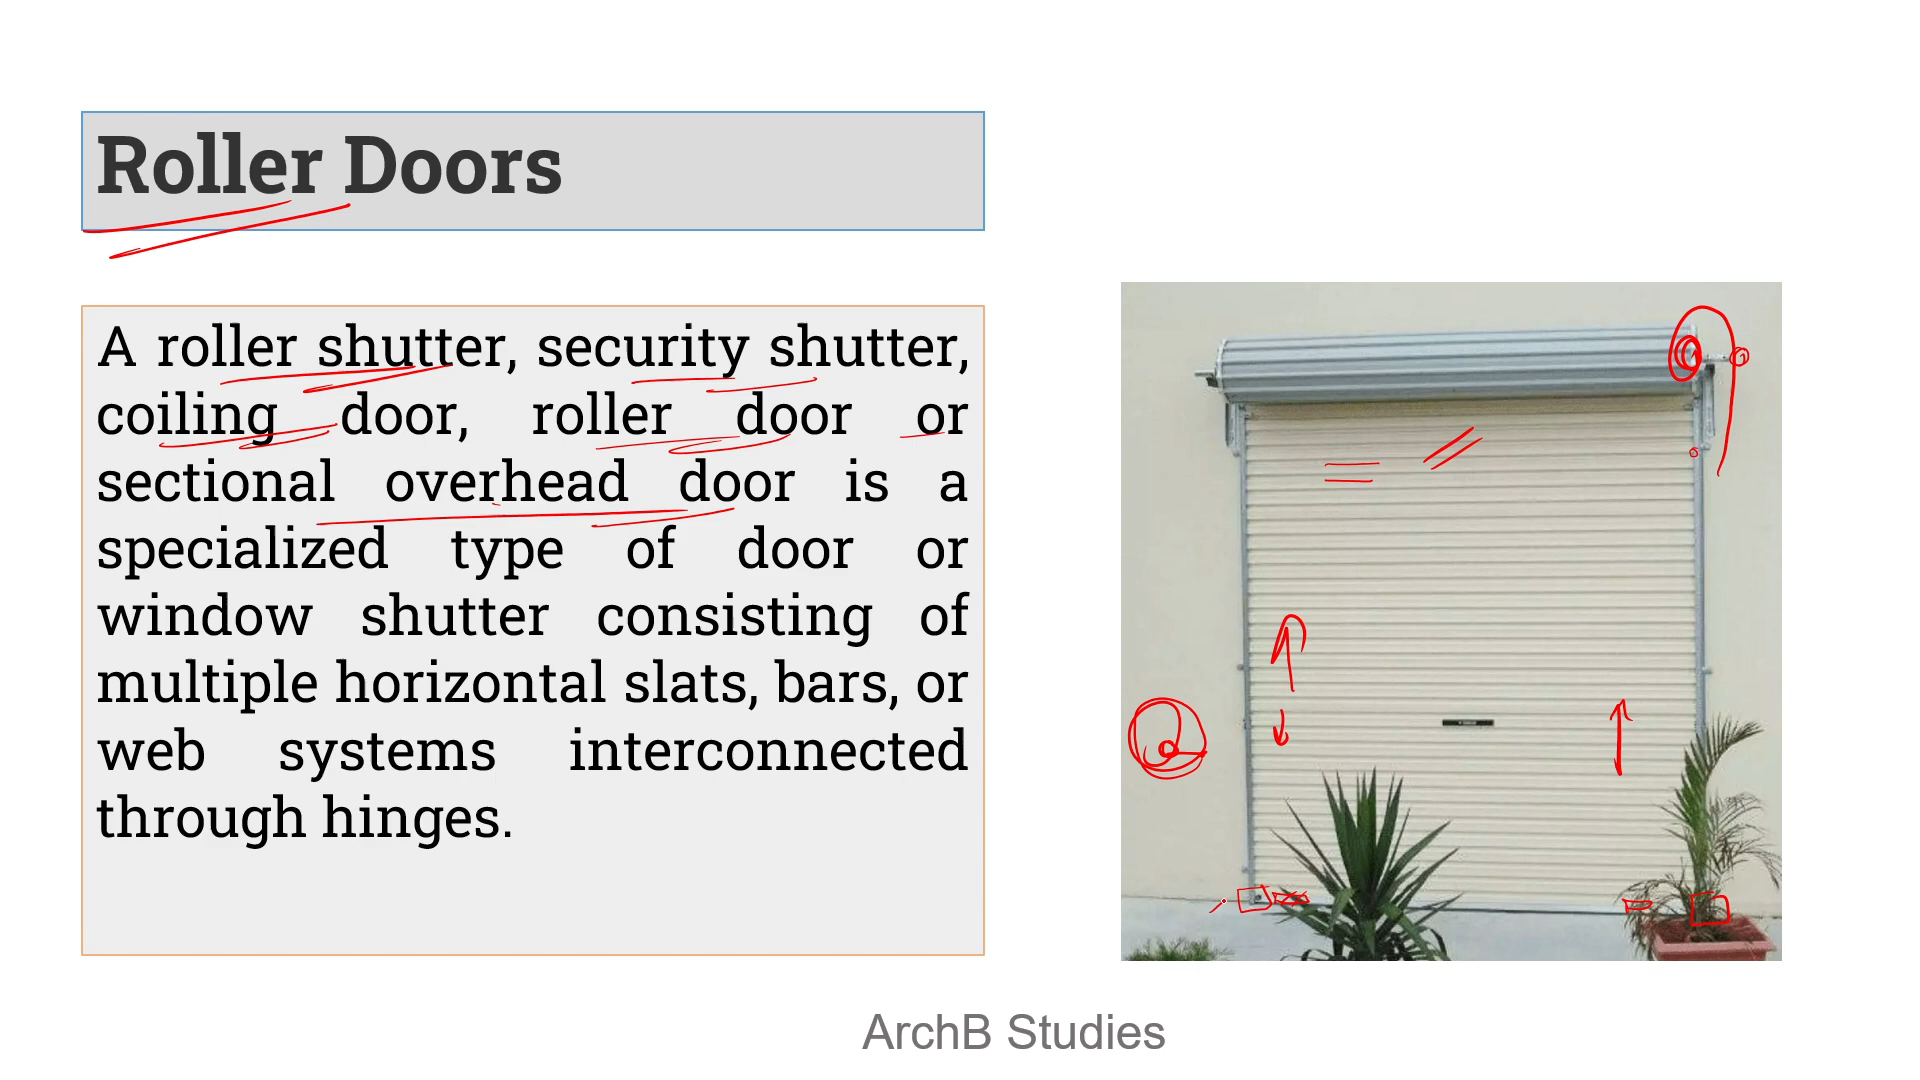 Roller Doors
A roller shutter, security shutter,
coiling door, roller door or
sectional overhead door is a
specialized type of door or
window shutter consisting of
multiple horizontal slats, bars, or
web systems interconnected
through hinges.
ArchB Studies